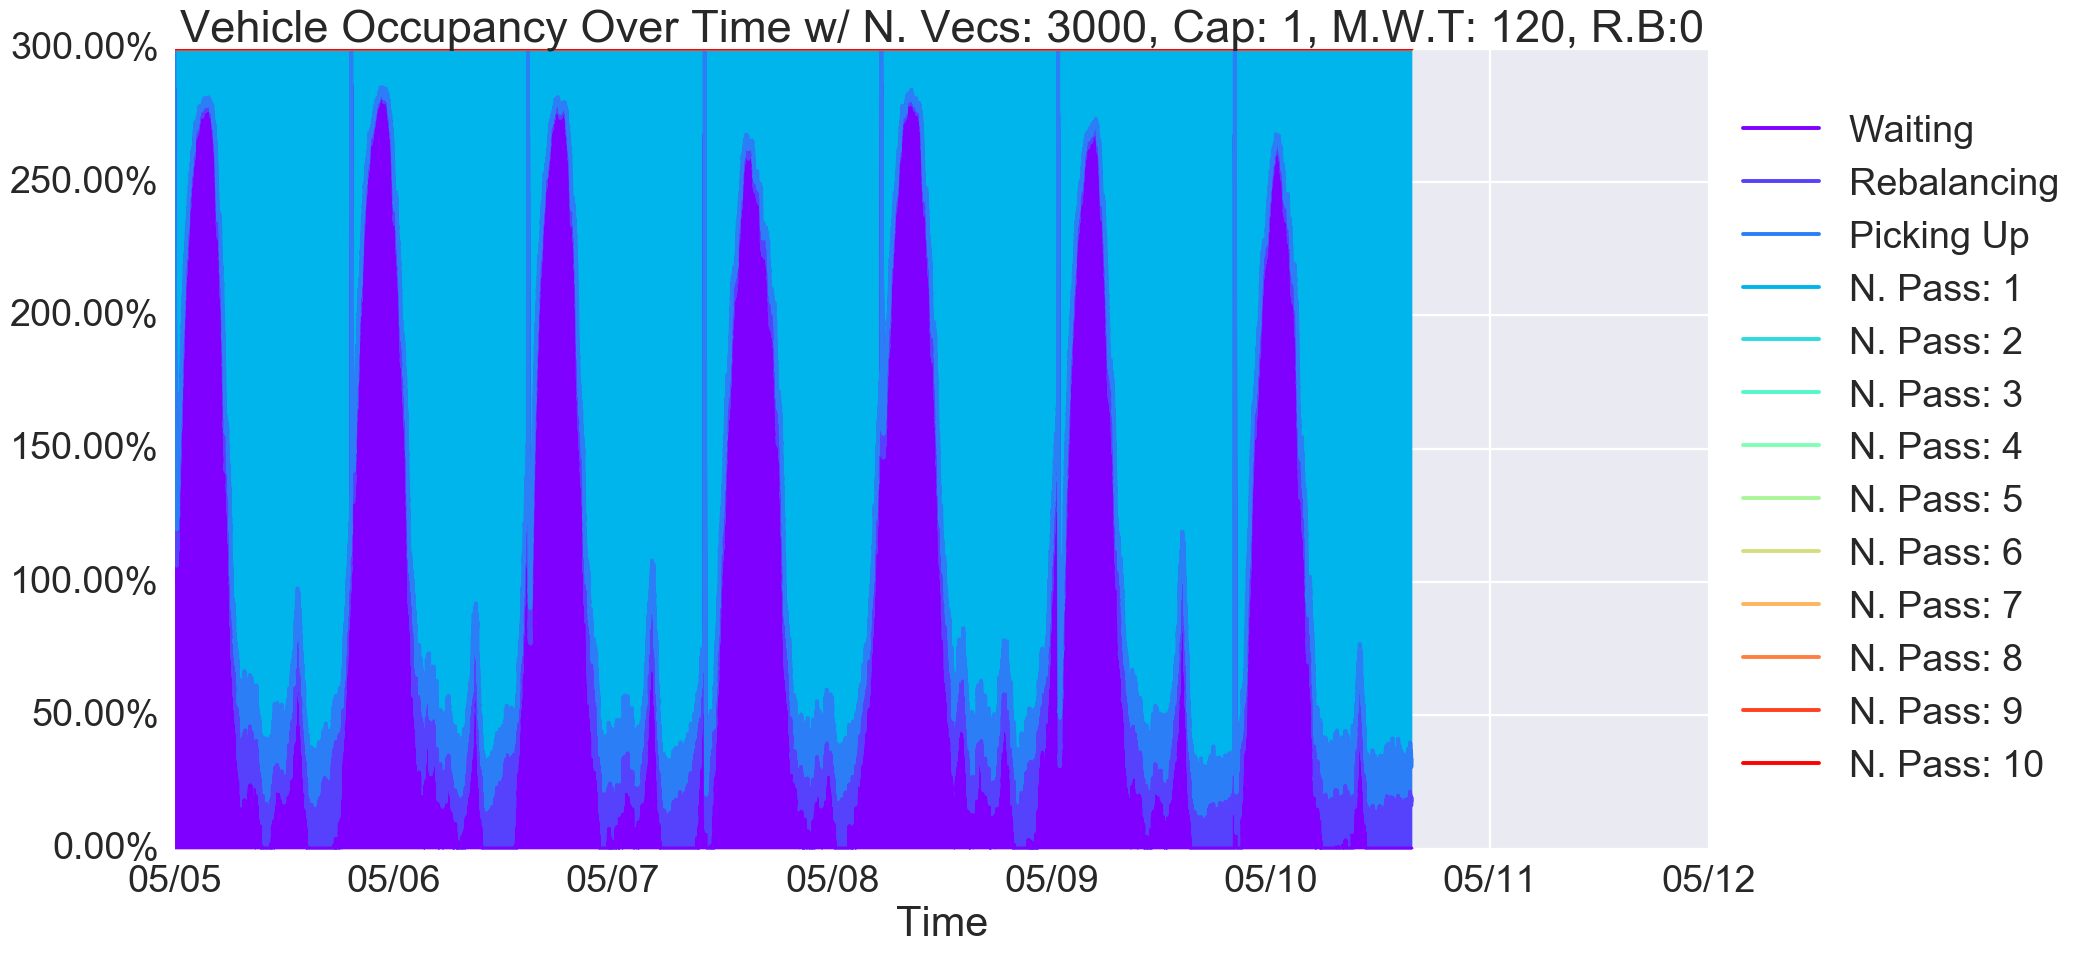 Vehicle Occupancy Over Time w/ N. Vecs: 3000, Cap: 1, M.W.T: 120, R.B:0
300.00%
250.00%
200.00%
150.00%
100.00%
50.00%
0.00%
05/05 05/06 05/07 05/08 05/09 05/10 05/11 05/12
Time
Waiting
Rebalancing
Picking Up
N. Pass: 1
N. Pass: 2
N. Pass: 3
N. Pass: 4
N. Pass: 5
N. Pass: 6
N. Pass: 7
N. Pass: 8
N. Pass: 9
N. Pass: 10